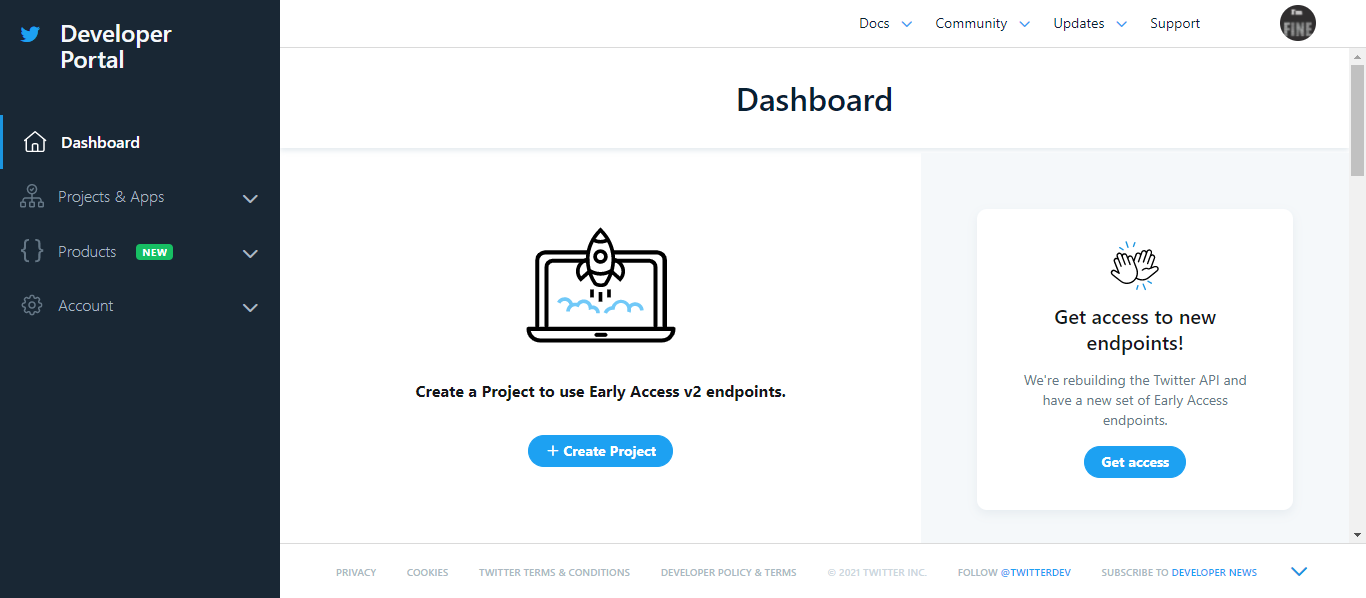 Developer
Portal
Dashboard
Projects & Apps
Products NEW
Account
Docs Community Updates Support
I'm
FINE
Dashboard
Create a Project to use Early Access v2 endpoints.
+ Create Project
Get access to new
endpoints!
We're rebuilding the Twitter API and
have a new set of Early Access
endpoints.
Get access
PRIVACY COOKIES TWITTER TERMS & CONDITIONS DEVELOPER POLICY & TERMS © 2021 TWITTER INC. FOLLOW @TWITTERDEV SUBSCRIBE TO DEVELOPER NEWS